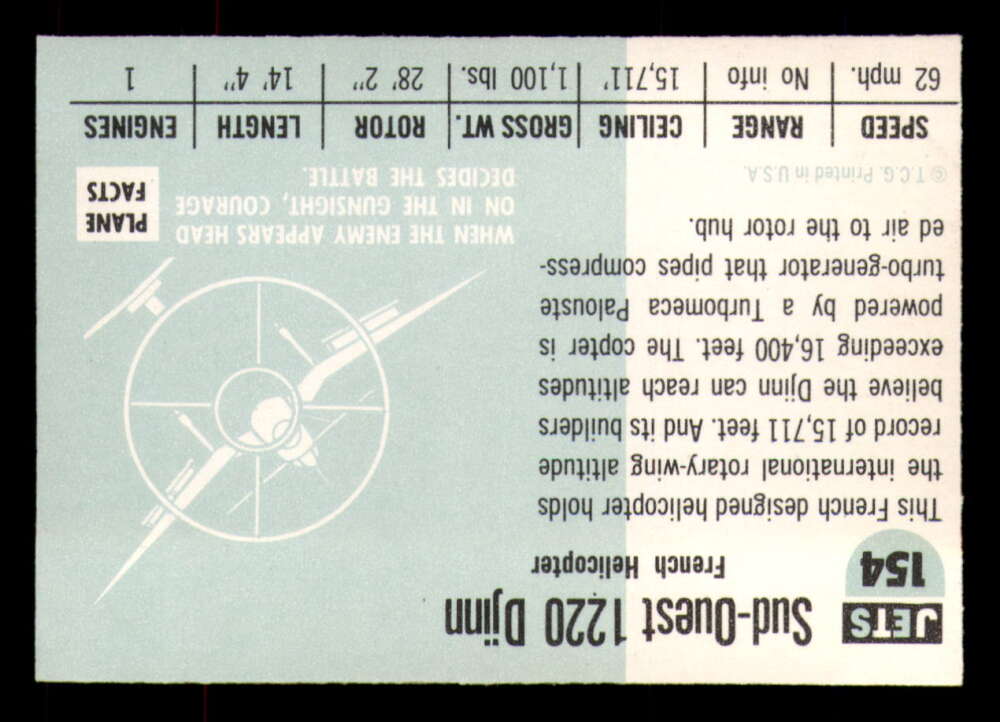 JETS
154
Sud-Ouest 1220 Djinn
French Helicopter
This French designed helicopter holds
the international rotary-wing altitude
record of 15,711 feet. And its builders
believe the Djinn can reach altitudes
exceeding 16,400 feet. The copter is
powered by a Turbomeca Palouste
turbo-generator that pipes compress-
ed air to the rotor hub.
© T.C.G. Printed in U.S.A.
WHEN THE ENEMY APPEARS HEAD
ON IN THE GUNSIGHT, COURAGE
DECIDES THE BATTLE.
PLANE
FACTS
SPEED RANGE CEILING GROSS WT. ROTOR LENGTH ENGINES
62 mph. No info 15,711' 1,100 lbs. 28' 2" 14' 4" 1